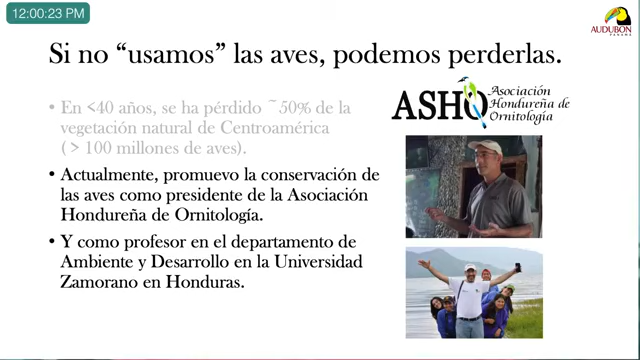 12:00:23 PM
AUDUBON
PANAMÁ
Si no “usamos” las aves, podemos perderlas.
• En <40 años, se ha pérdido ~50% de la
vegetación natural de Centroamérica
(> 100 millones de aves).
• Actualmente, promuevo la conservación de
las aves como presidente de la Asociación
Hondureña de Ornitología.
• Y como profesor en el departamento de
Ambiente y Desarrollo en la Universidad
Zamorano en Honduras.
ASHO
Asociación
Hondureña de
Ornitología